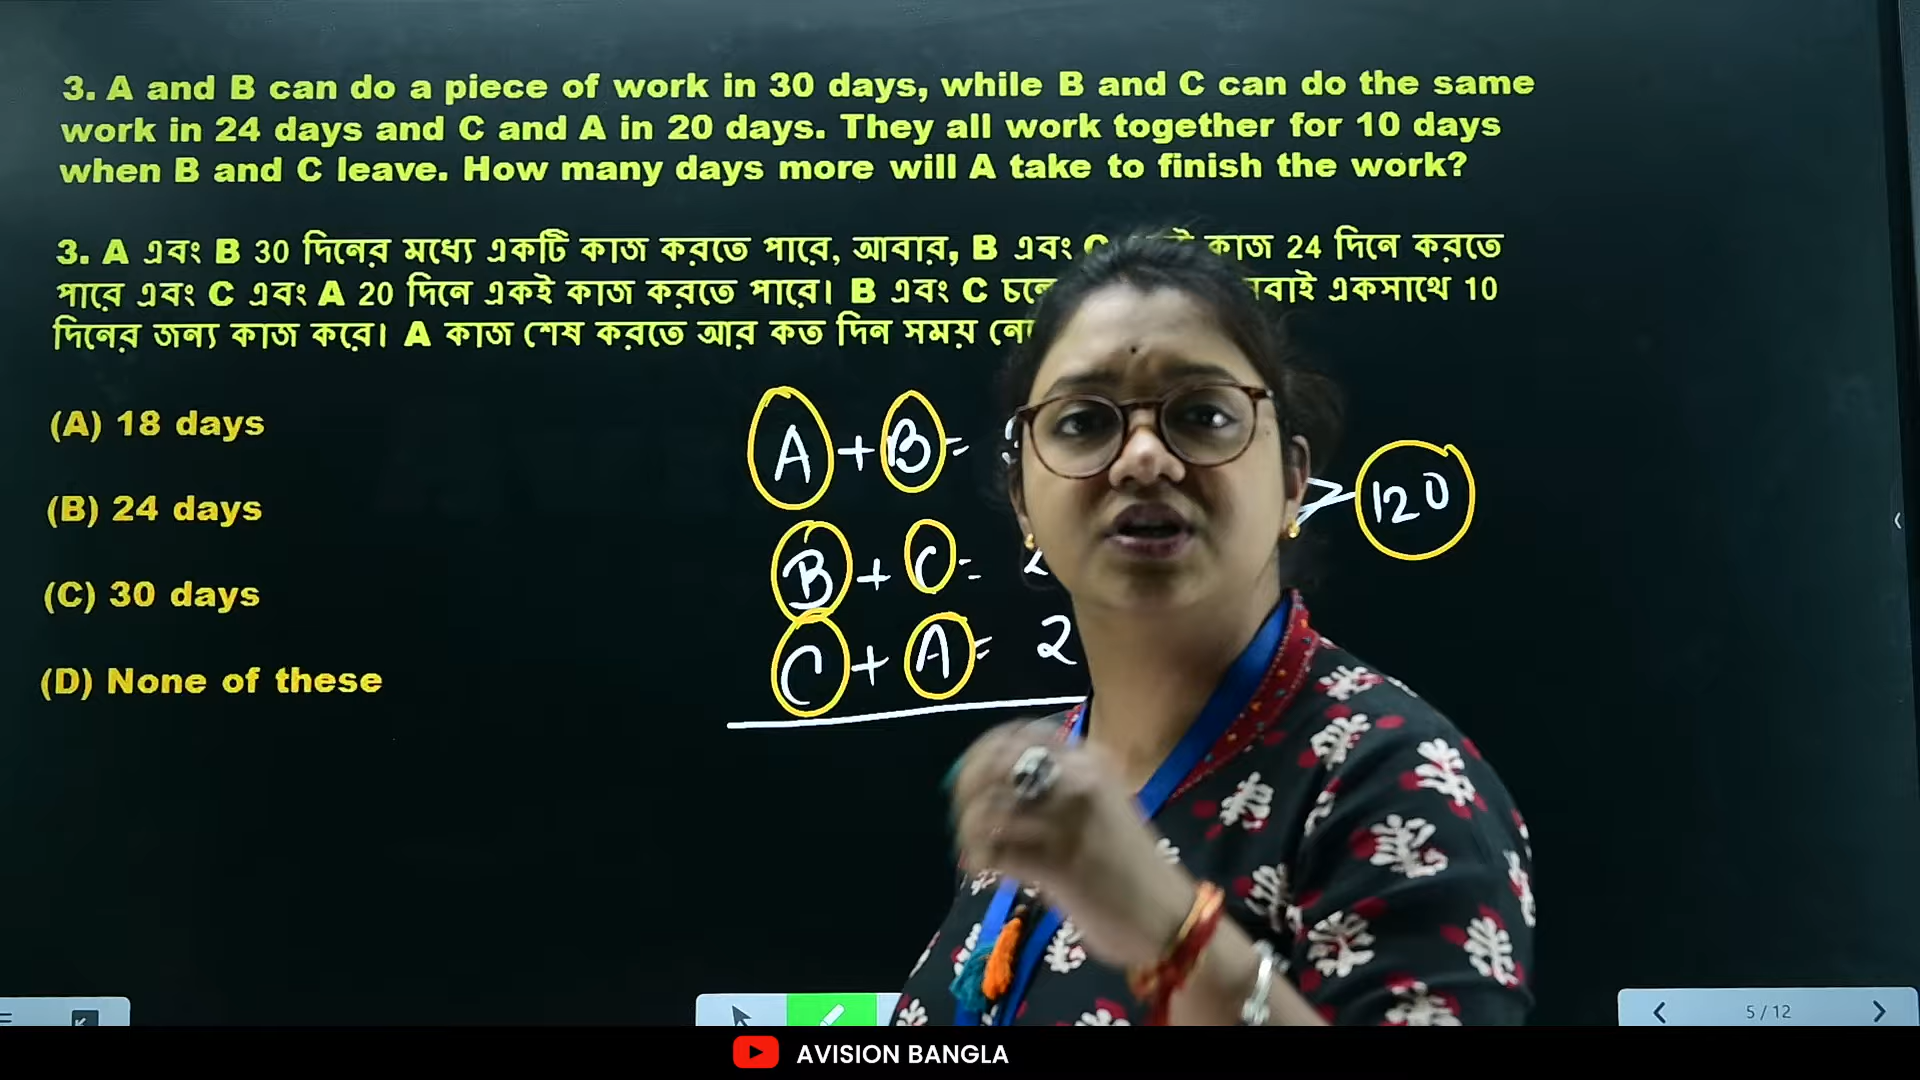 3. A and B can do a piece of work in 30 days, while B and C can do the same
work in 24 days and C and A in 20 days. They all work together for 10 days
when B and C leave. How many days more will A take to finish the work?
3. A এবং B 30 দিনের মধ্যে একটি কাজ করতে পারে, আবার, B এবং কাজ 24 দিনে করতে
পারে এবং C এবং A 20 দিনে একই কাজ করতে পারে। B এবং C একসাথে 10
দিনের জন্য কাজ করে। A কাজ শেষ করতে আর কত দিন সময়
(A) 18 days
(B) 24 days
(C) 30 days
(D) None of these
A + B =
B + C =
C + A = 2
120
5 / 12
AVISION BANGLA